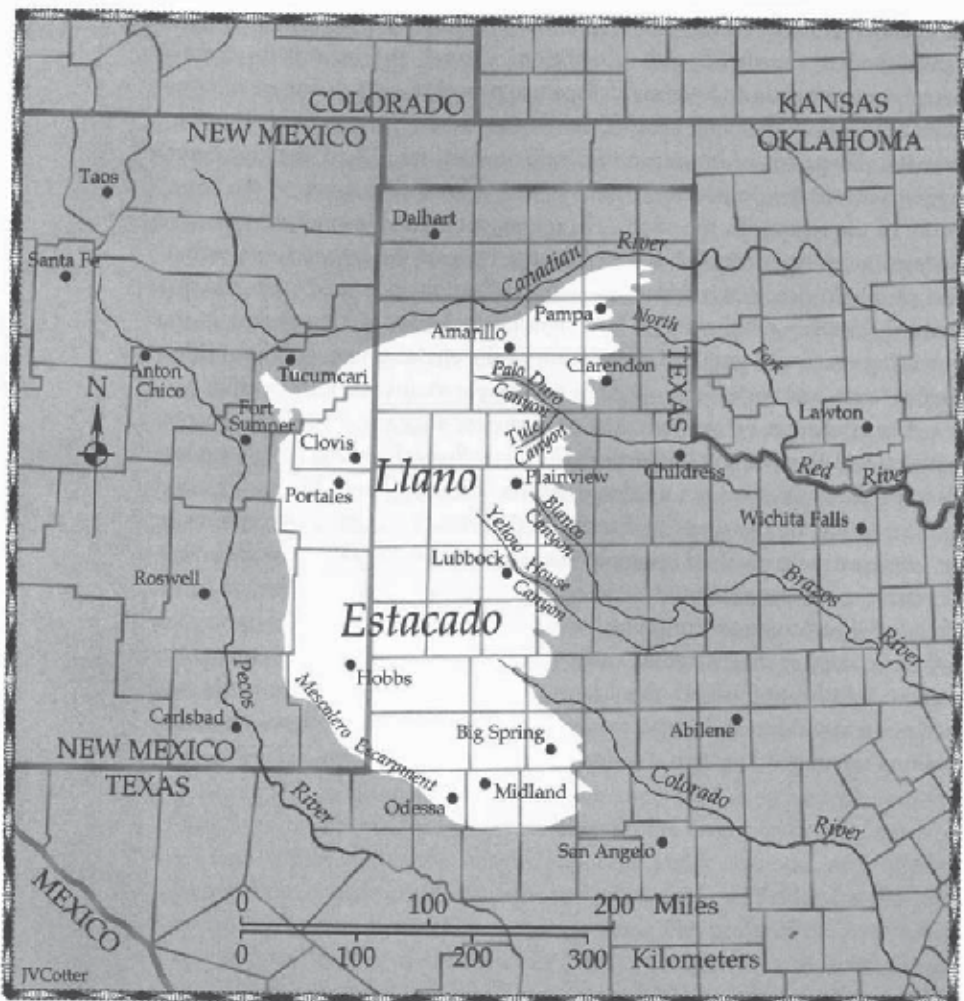 COLORADO
KANSAS
NEW MEXICO
OKLAHOMA
Taos
Dalhart
Santa Fe
Canadian River
Pampa
North Fork
Amarillo
Anton
Chico
Tucumcari
Palo Duro
Canyon
Clarendon
TEXAS
N
Fort
Sumner
Clovis
Tule
Canyon
Lawton
Llano
Childress
Red River
Portales
Plainview
Blanco
Canyon
Wichita Falls
Yellow House
Canyon
Lubbock
Roswell
Brazos River
Estacado
Hobbs
Pecos River
Mescalero Escarpment
Carlsbad
Big Spring
Abilene
NEW MEXICO
TEXAS
Midland
Odessa
Colorado River
San Angelo
MEXICO
0 100 200 Miles
0 100 200 300 Kilometers
JVCotter